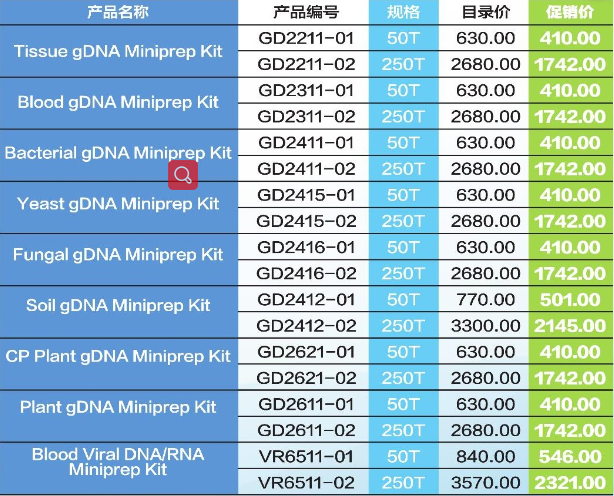 产品名称 产品编号 规格 目录价 促销价
Tissue gDNA Miniprep Kit GD2211-01 50T 630.00 410.00
GD2211-02 250T 2680.00 1742.00
Blood gDNA Miniprep Kit GD2311-01 50T 630.00 410.00
GD2311-02 250T 2680.00 1742.00
Bacterial gDNA Miniprep Kit GD2411-01 50T 630.00 410.00
GD2411-02 250T 2680.00 1742.00
Yeast gDNA Miniprep Kit GD2415-01 50T 630.00 410.00
GD2415-02 250T 2680.00 1742.00
Fungal gDNA Miniprep Kit GD2416-01 50T 630.00 410.00
GD2416-02 250T 2680.00 1742.00
Soil gDNA Miniprep Kit GD2412-01 50T 770.00 501.00
GD2412-02 250T 3300.00 2145.00
CP Plant gDNA Miniprep Kit GD2621-01 50T 630.00 410.00
GD2621-02 250T 2680.00 1742.00
Plant gDNA Miniprep Kit GD2611-01 50T 630.00 410.00
GD2611-02 250T 2680.00 1742.00
Blood Viral DNA/RNA VR6511-01 50T 840.00 546.00
Miniprep Kit VR6511-02 250T 3570.00 2321.00